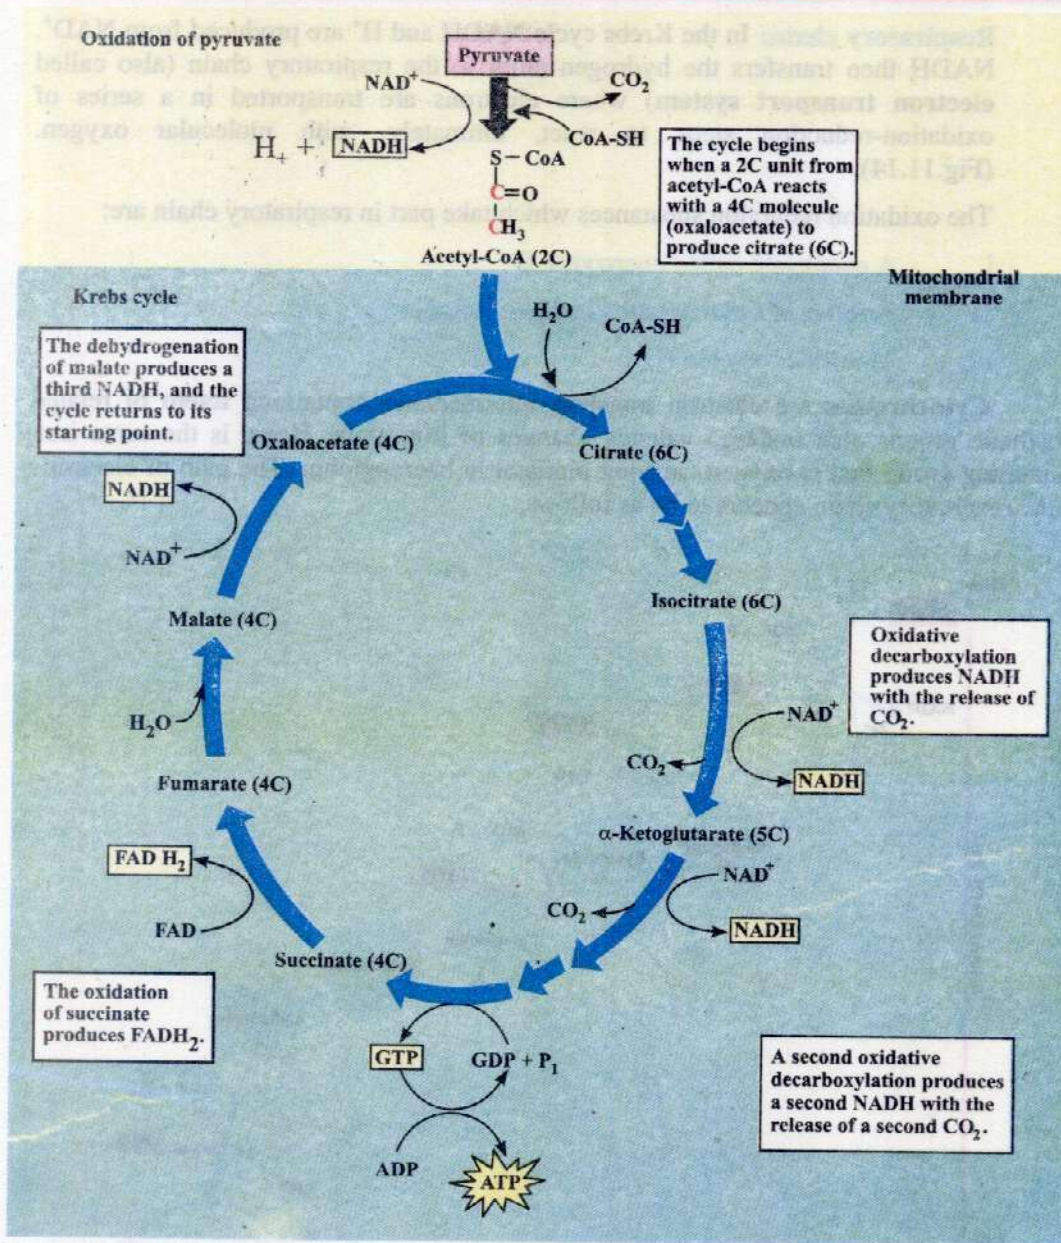 Oxidation of pyruvate
Pyruvate
NAD+
CO2
H+ + NADH
CoA-SH
S – CoA
C=O
CH3
Acetyl-CoA (2C)
The cycle begins
when a 2C unit from
acetyl-CoA reacts
with a 4C molecule
(oxaloacetate) to
produce citrate (6C).
Krebs cycle
Mitochondrial
membrane
H2O
CoA-SH
The dehydrogenation
of malate produces a
third NADH, and the
cycle returns to its
starting point.
Oxaloacetate (4C)
Citrate (6C)
NADH
NAD+
Malate (4C)
Isocitrate (6C)
Oxidative
decarboxylation
produces NADH
with the release of
CO2.
H2O
NAD+
CO2
NADH
Fumarate (4C)
α-Ketoglutarate (5C)
FAD H2
NAD+
CO2
NADH
FAD
Succinate (4C)
The oxidation
of succinate
produces FADH2.
GTP
GDP + P1
A second oxidative
decarboxylation produces
a second NADH with the
release of a second CO2.
ADP
ATP